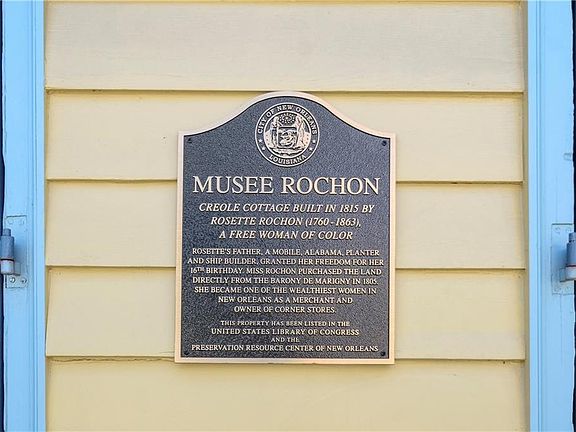 CITY OF NEW ORLEANS
LOUISIANA
MUSEE ROCHON
CREOLE COTTAGE BUILT IN 1815 BY
ROSETTE ROCHON (1760-1863),
A FREE WOMAN OF COLOR
ROSETTE'S FATHER, A MOBILE, ALABAMA, PLANTER
AND SHIP BUILDER, GRANTED HER FREEDOM FOR HER
16TH BIRTHDAY. MISS ROCHON PURCHASED THE LAND
DIRECTLY FROM THE BARONY DE MARIGNY IN 1805.
SHE BECAME ONE OF THE WEALTHIEST WOMEN IN
NEW ORLEANS AS A MERCHANT AND
OWNER OF CORNER STORES.
THIS PROPERTY HAS BEEN LISTED IN THE
UNITED STATES LIBRARY OF CONGRESS
AND THE
PRESERVATION RESOURCE CENTER OF NEW ORLEANS